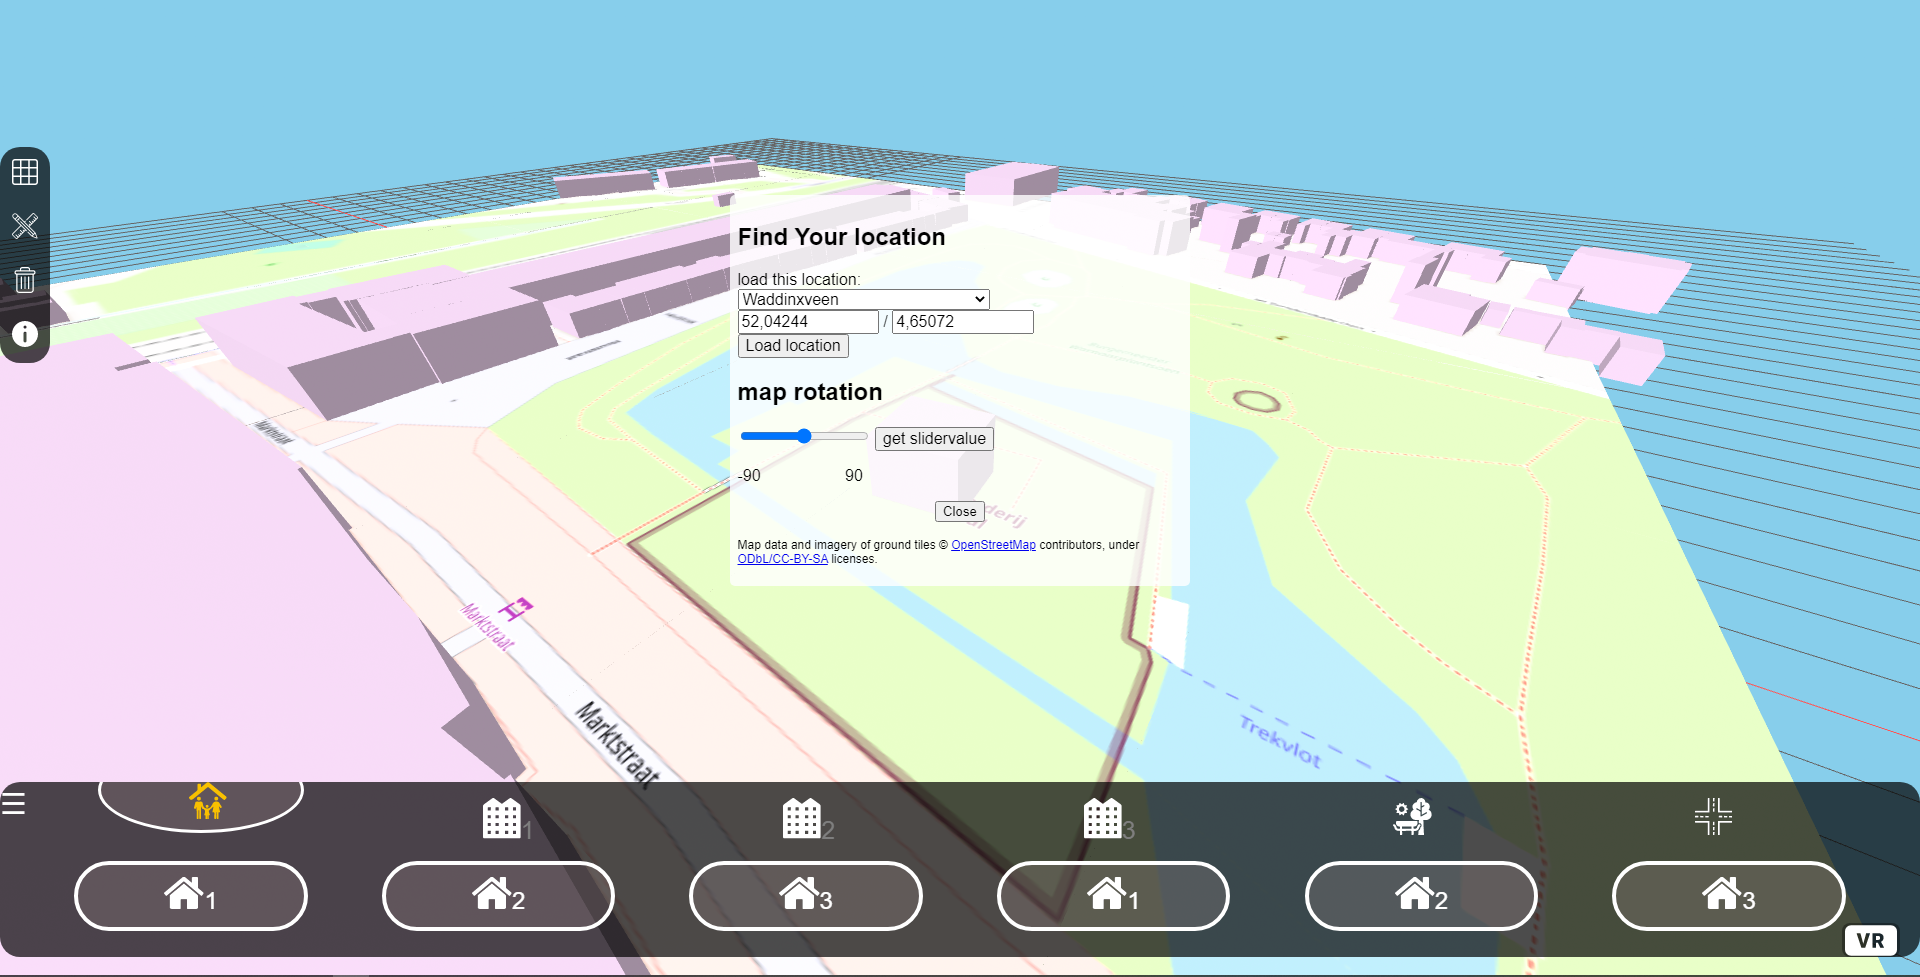 Find Your location
load this location:
Waddinxveen
52,04244 / 4,65072
Load location
map rotation
get slidervalue
-90 90
Close
Map data and imagery of ground tiles © OpenStreetMap contributors, under
ODbL/CC-BY-SA licenses.
Marktstraat
Marktstraat
Marktstraat
Trekvlot
1
2
3
1
2
3
1
2
3
VR